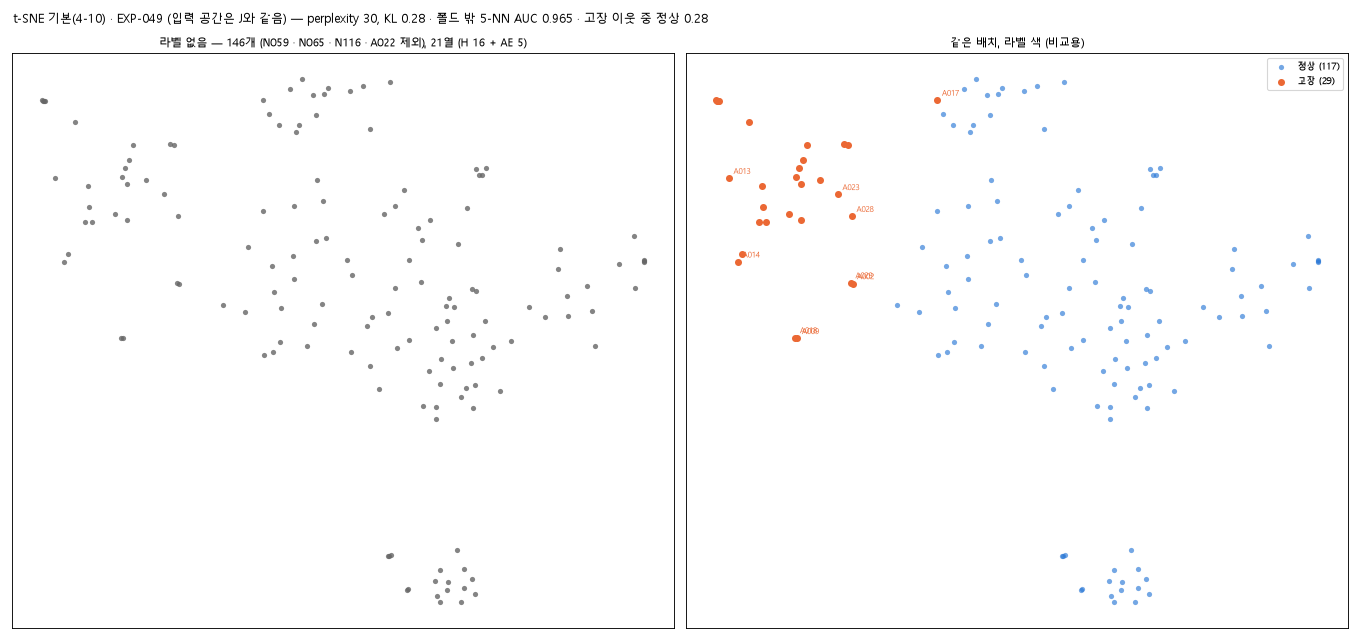 t-SNE 기본(4-10) · EXP-049 (입력 공간은 J와 같음) — perplexity 30, KL 0.28 · 폴드 밖 5-NN AUC 0.965 · 고장 이웃 중 정상 0.28
라벨 없음 — 146개 (N059 · N065 · N116 · A022 제외), 21열 (H 16 + AE 5)
같은 배치, 라벨 색 (비교용)
정상 (117)
고장 (29)
A017
A013
A023
A028
A014